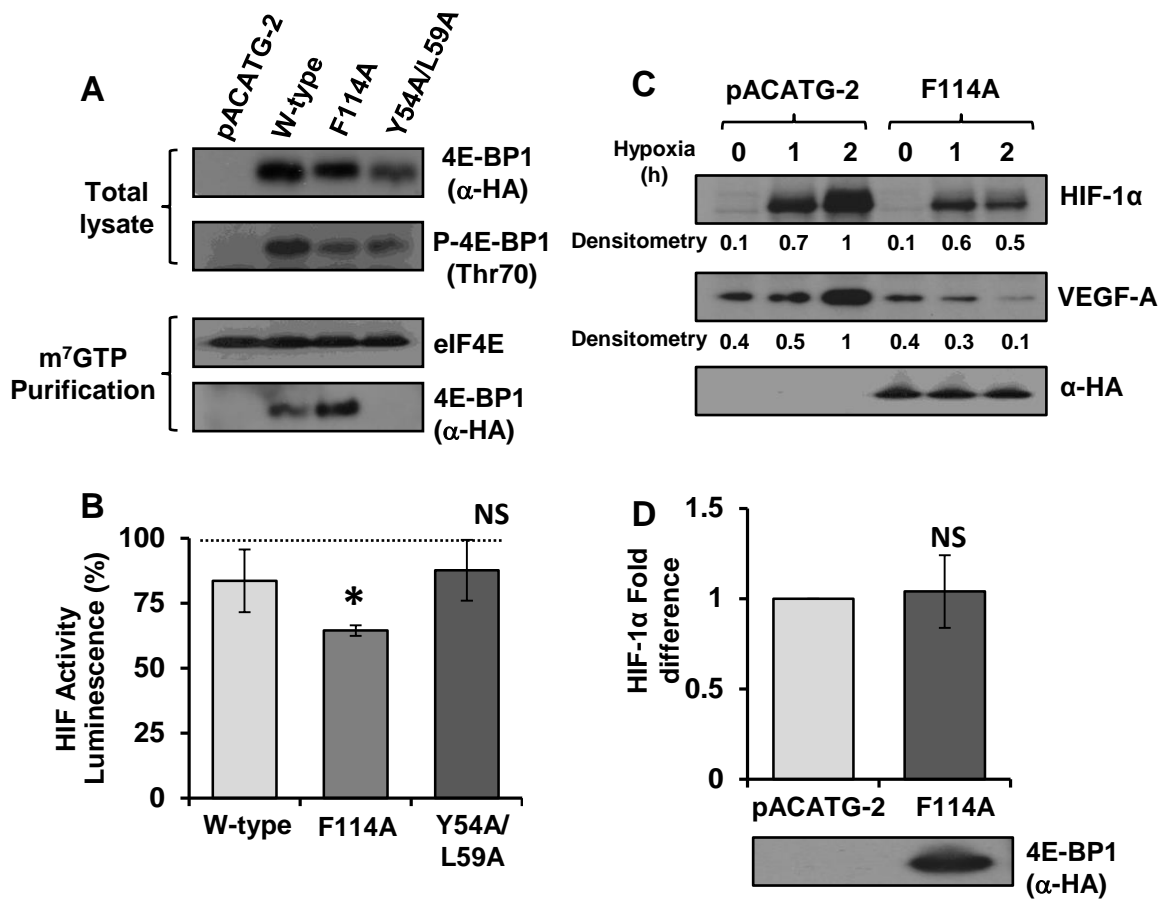 A
pACATG-2
W-type
F114A
Y54A/L59A
Total
lysate
4E-BP1
(α-HA)
P-4E-BP1
(Thr70)
m⁷GTP
Purification
eIF4E
4E-BP1
(α-HA)
B
NS
*
HIF Activity
Luminescence (%)
100
75
50
25
0
W-type
F114A
Y54A/
L59A
C
pACATG-2
F114A
Hypoxia
(h)
0 1 2 0 1 2
HIF-1α
Densitometry 0.1 0.7 1 0.1 0.6 0.5
VEGF-A
Densitometry 0.4 0.5 1 0.4 0.3 0.1
α-HA
D
NS
HIF-1α Fold
difference
1.5
1
0.5
0
pACATG-2
F114A
4E-BP1
(α-HA)